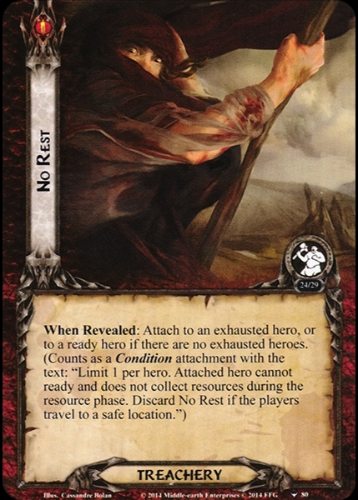 NO REST
24/29
When Revealed: Attach to an exhausted hero, or
to a ready hero if there are no exhausted heroes.
(Counts as a Condition attachment with the
text: “Limit 1 per hero. Attached hero cannot
ready and does not collect resources during the
resource phase. Discard No Rest if the players
travel to a safe location.”)
TREACHERY
Illus. Cassandre Bolan
© 2014 Middle-earth Enterprises © 2014 FFG
80